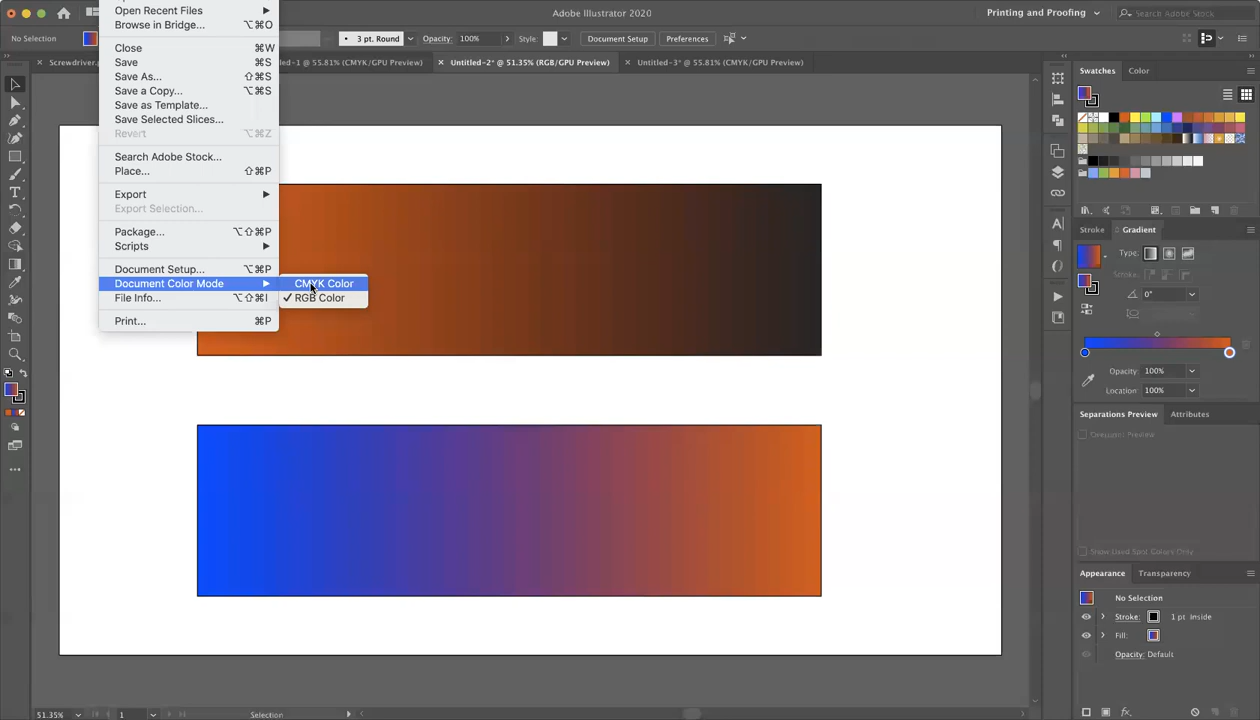 Adobe Illustrator 2020
Printing and Proofing
Search Adobe Stock
No Selection
3 pt. Round
Opacity:
100%
Style:
Document Setup
Preferences
Screwdriver.
led-1 @ 55.81% (CMYK/GPU Preview)
Untitled-2* @ 51.35% (RGB/GPU Preview)
Untitled-3* @ 55.81% (CMYK/GPU Preview)
Open Recent Files
Browse in Bridge... ⌥⌘O
Close ⌘W
Save ⌘S
Save As... ⇧⌘S
Save a Copy... ⌥⌘S
Save as Template...
Save Selected Slices...
Revert ⌥⌘Z
Search Adobe Stock...
Place... ⇧⌘P
Export
Export Selection...
Package... ⌥⇧⌘P
Scripts
Document Setup... ⌥⌘P
Document Color Mode
File Info... ⌥⇧⌘I
Print... ⌘P
CMYK Color
✓ RGB Color
Swatches
Color
Stroke
Gradient
Type:
Stroke:
0°
Opacity: 100%
Location: 100%
Separations Preview
Attributes
Overprint Preview
Show Used Spot Colors Only
Appearance
Transparency
No Selection
Stroke: 1 pt Inside
Fill:
Opacity: Default
fx
51.35%
1
Selection